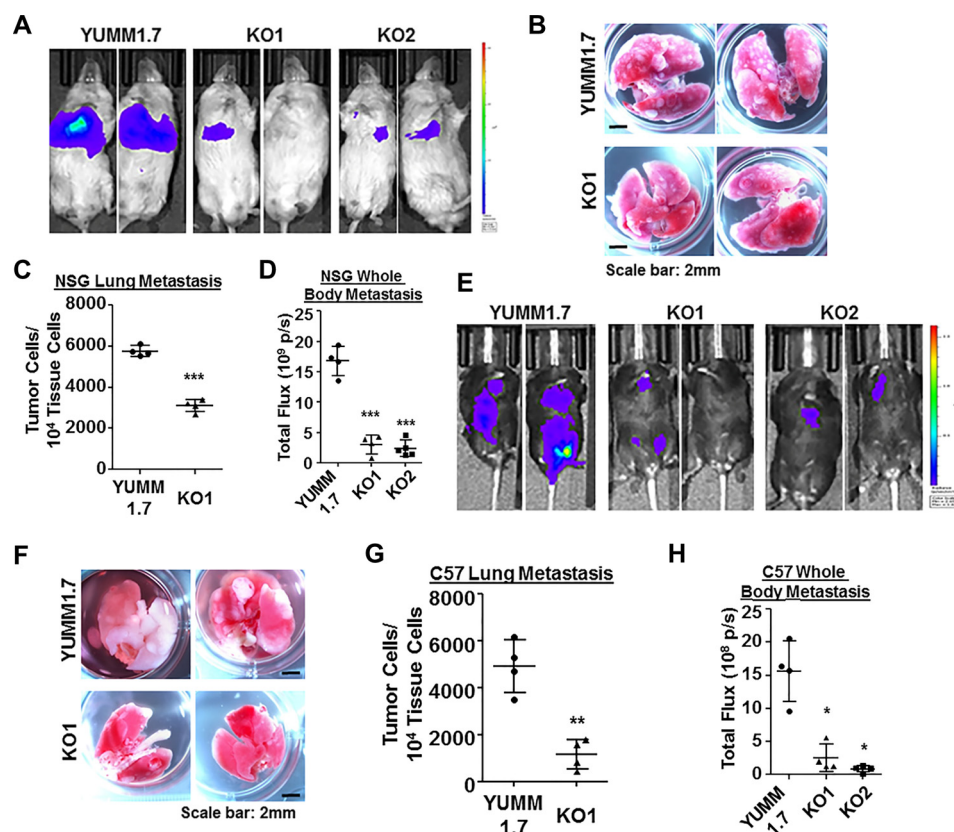 A
YUMM1.7 KO1 KO2
B
YUMM1.7
KO1
Scale bar: 2mm
C
NSG Lung Metastasis
Tumor Cells/
10⁴ Tissue Cells
8000
6000
4000
2000
0
***
YUMM
1.7
KO1
D
NSG Whole
Body Metastasis
Total Flux (10⁹ p/s)
25
20
15
10
5
0
***
***
YUMM
1.7
KO1
KO2
E
YUMM1.7 KO1 KO2
F
YUMM1.7
KO1
Scale bar: 2mm
G
C57 Lung Metastasis
Tumor Cells/
10⁴ Tissue Cells
8000
6000
4000
2000
0
**
YUMM
1.7
KO1
H
C57 Whole
Body Metastasis
Total Flux (10⁸ p/s)
25
20
15
10
5
0
*
*
YUMM
1.7
KO1
KO2